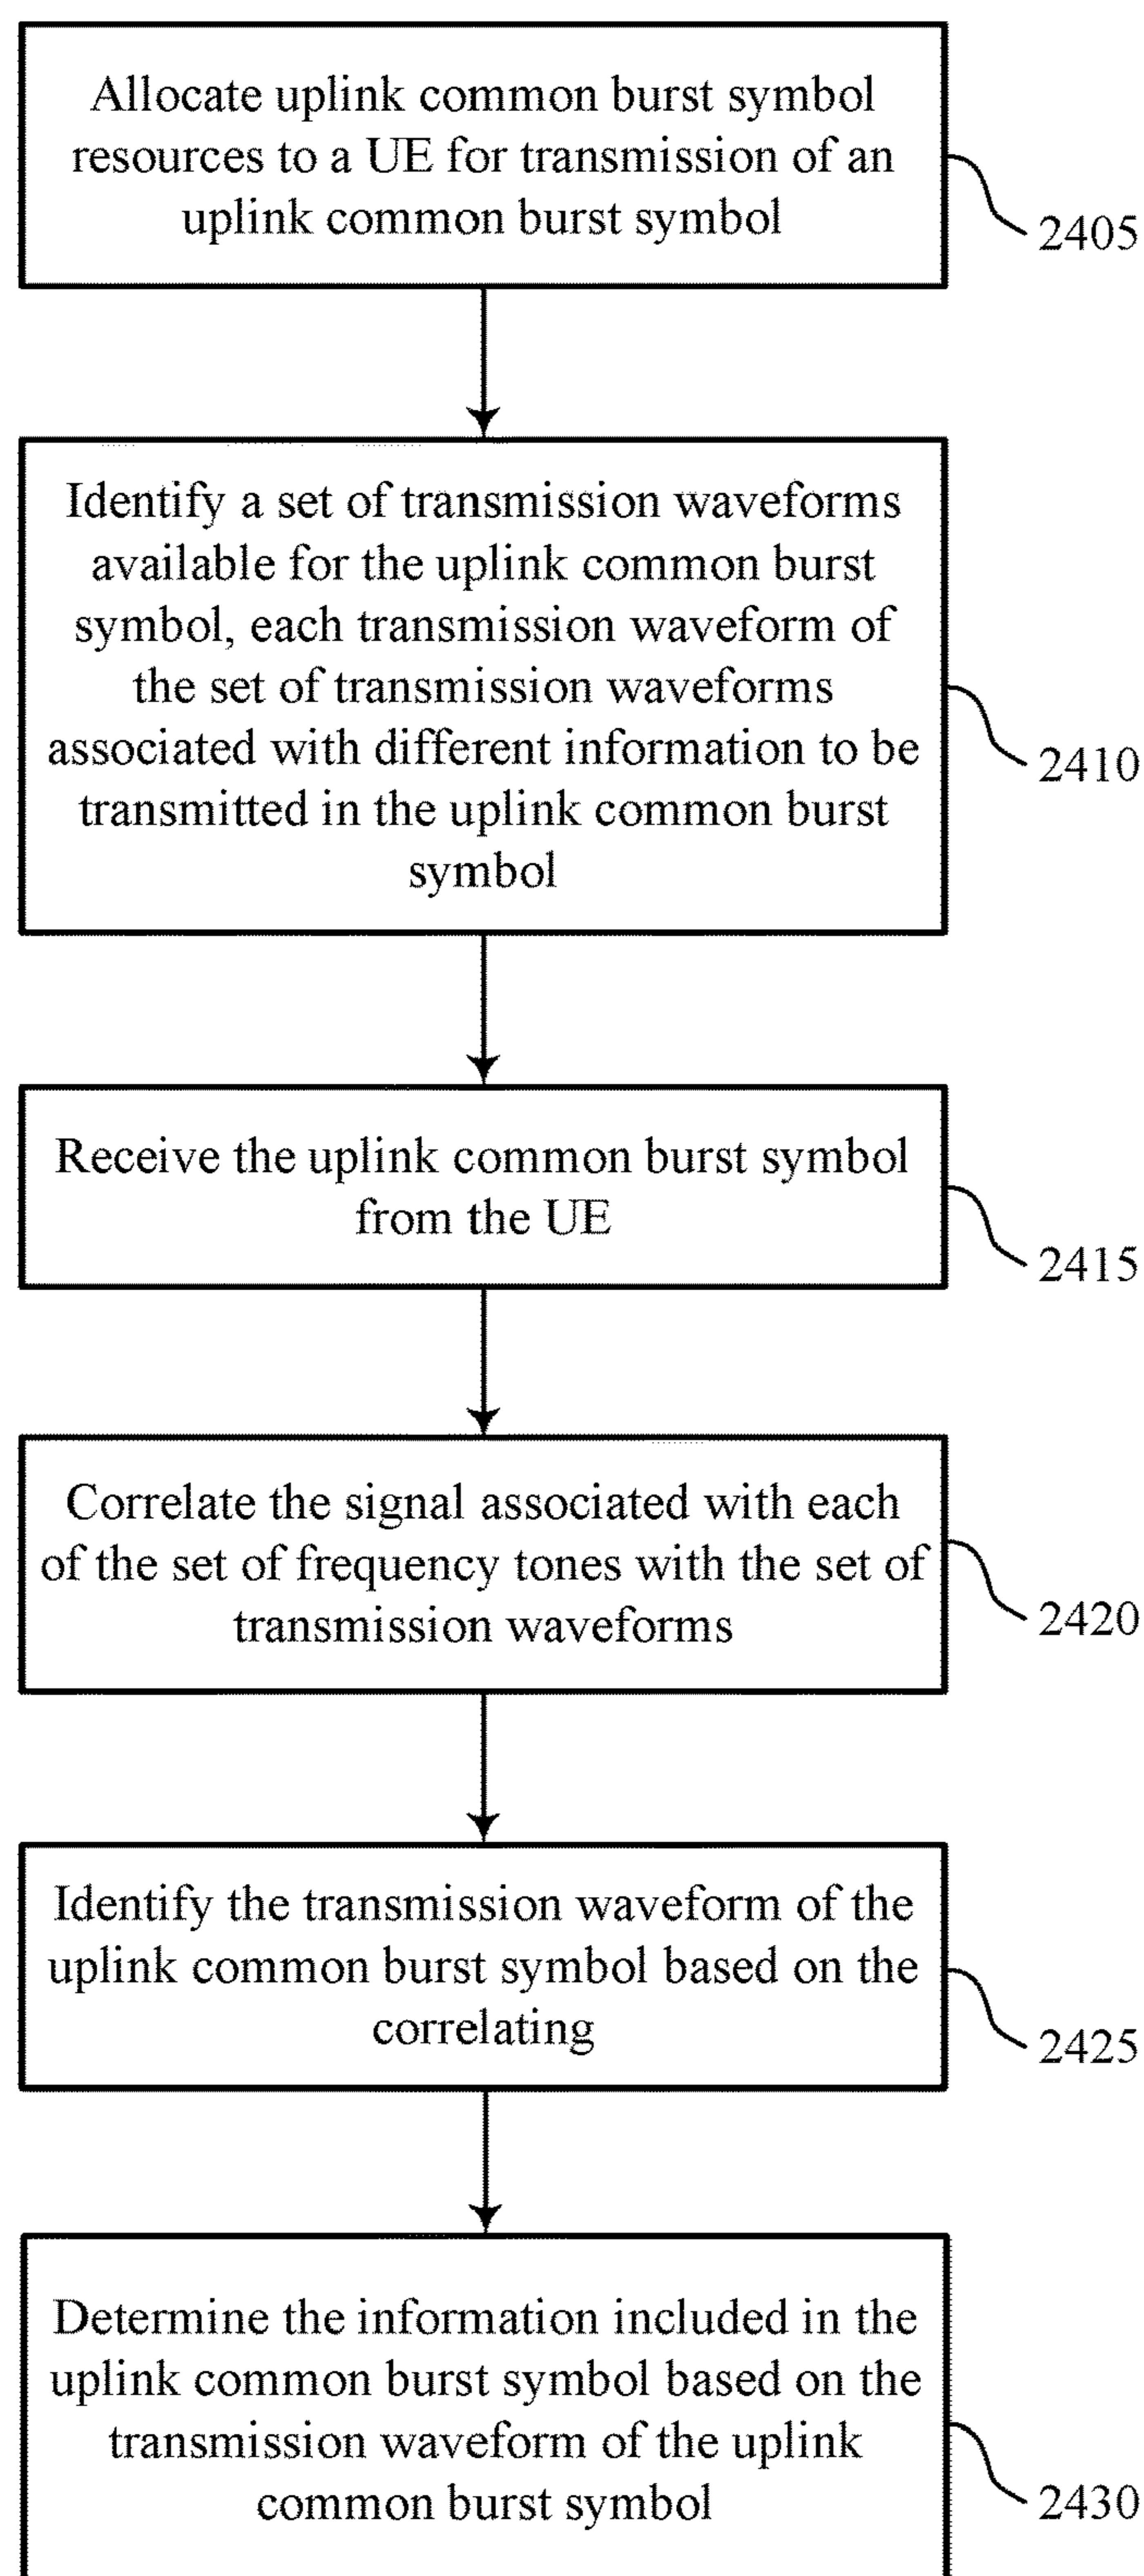 Allocate uplink common burst symbol
resources to a UE for transmission of an
uplink common burst symbol
2405
Identify a set of transmission waveforms
available for the uplink common burst
symbol, each transmission waveform of
the set of transmission waveforms
associated with different information to be
transmitted in the uplink common burst
symbol
2410
Receive the uplink common burst symbol
from the UE
2415
Correlate the signal associated with each
of the set of frequency tones with the set of
transmission waveforms
2420
Identify the transmission waveform of the
uplink common burst symbol based on the
correlating
2425
Determine the information included in the
uplink common burst symbol based on the
transmission waveform of the uplink
common burst symbol
2430